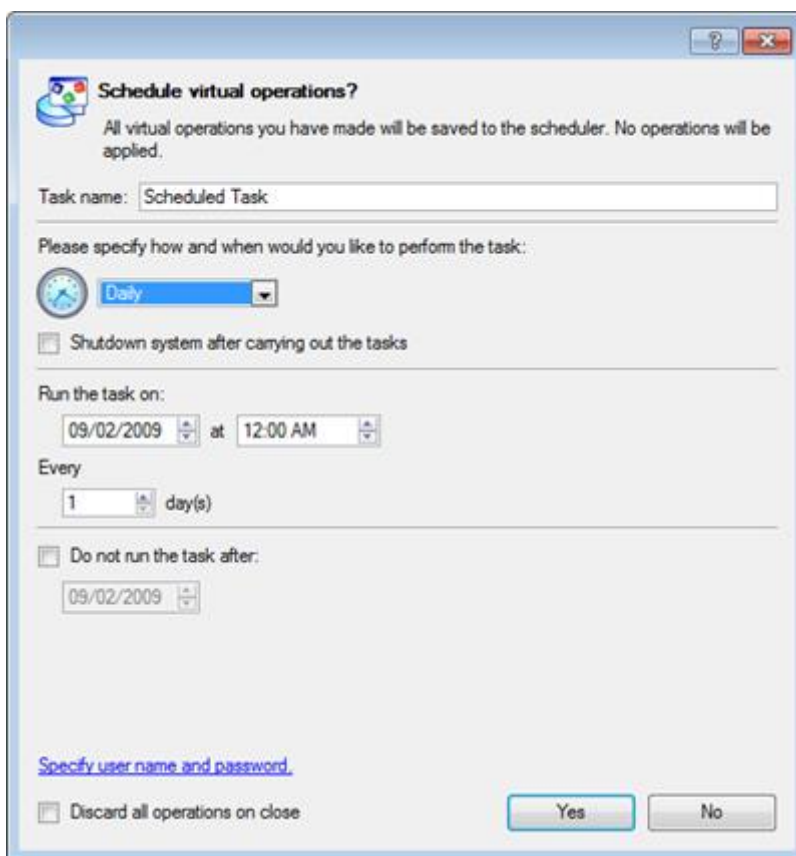 Schedule virtual operations?
All virtual operations you have made will be saved to the scheduler. No operations will be
applied.
Task name: Scheduled Task
Please specify how and when would you like to perform the task:
Daily
Shutdown system after carrying out the tasks
Run the task on:
09/02/2009 at 12:00 AM
Every
1 day(s)
Do not run the task after:
09/02/2009
Specify user name and password.
Discard all operations on close Yes No